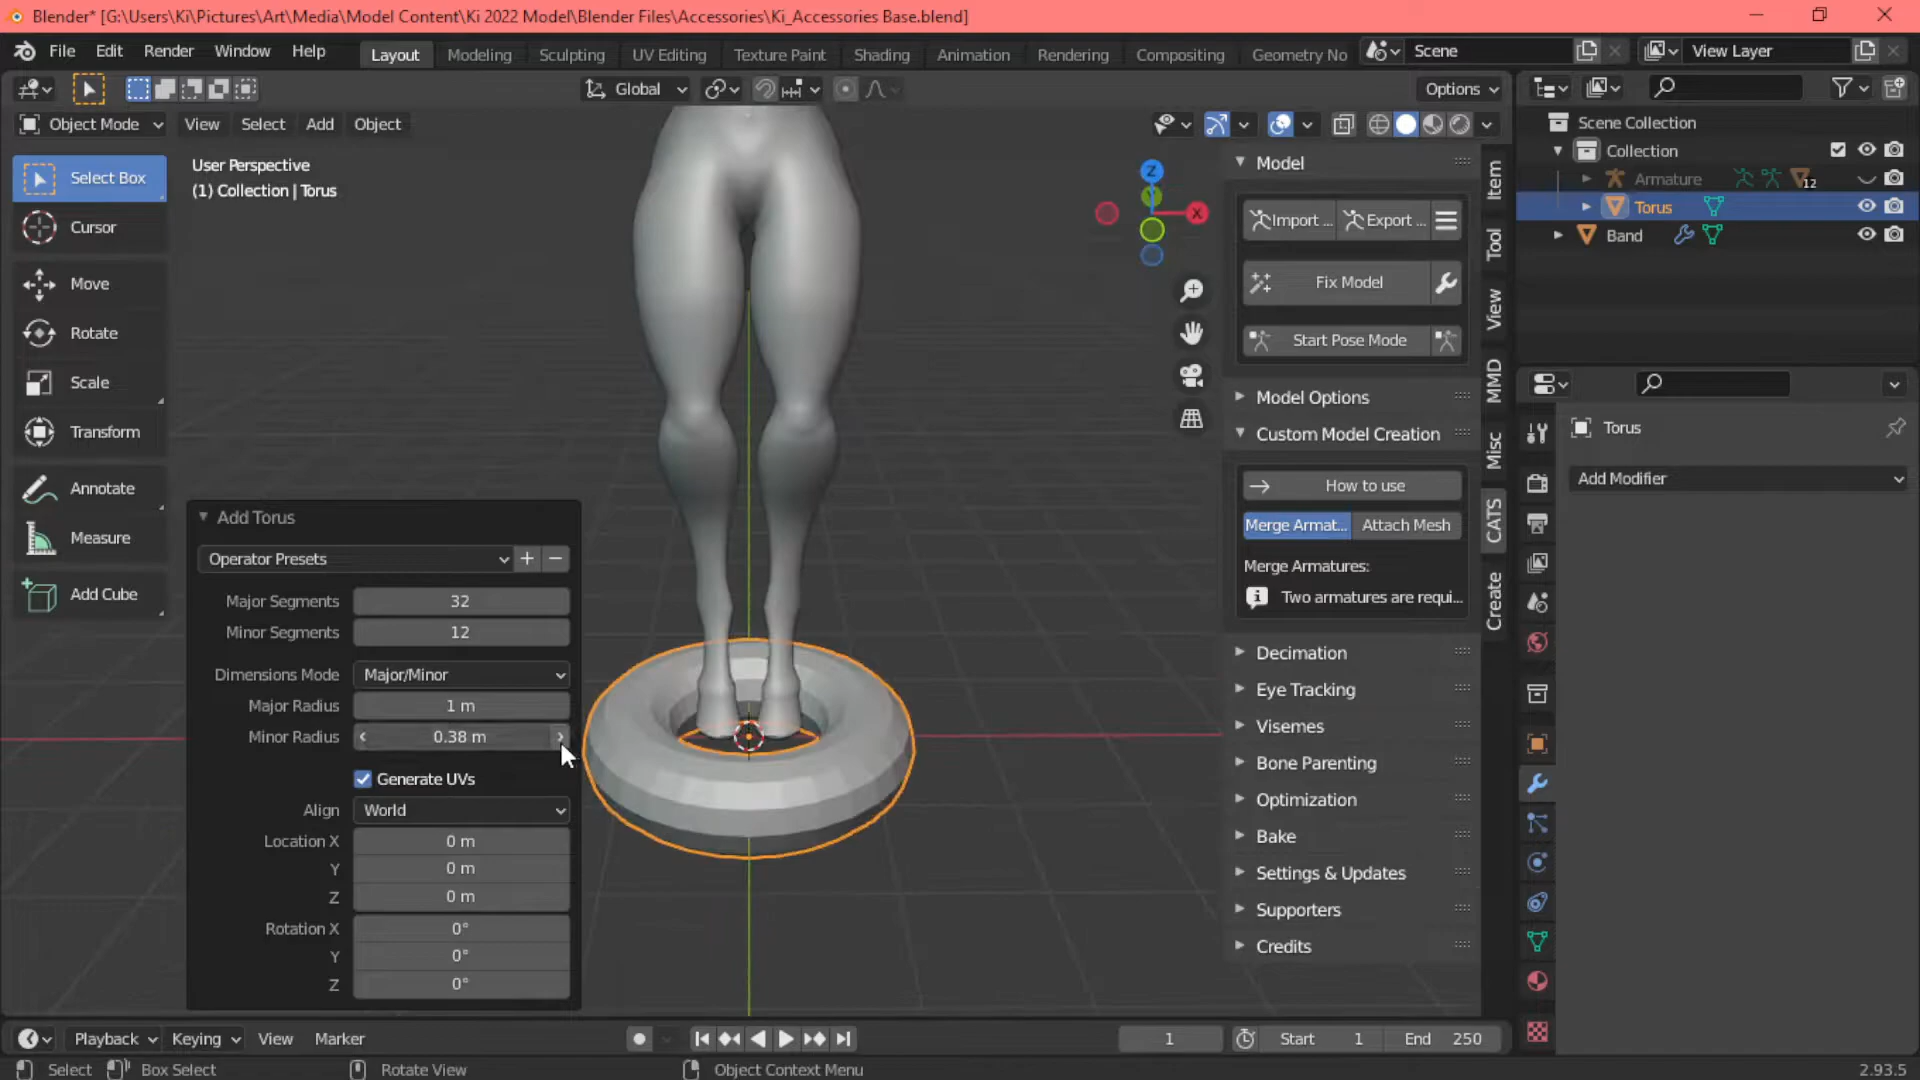 Blender* [G:\Users\Ki\Pictures\Art\Media\Model Content\Ki 2022 Model\Blender Files\Accessories\Ki_Accessories Base.blend]
File Edit Render Window Help Layout Modeling Sculpting UV Editing Texture Paint Shading Animation Rendering Compositing Geometry No Scene View Layer
Global Options
Object Mode View Select Add Object
Select Box
Cursor
Move
Rotate
Scale
Transform
Annotate
Measure
Add Cube
User Perspective
(1) Collection | Torus
Z
Y
X
Add Torus
Operator Presets
Major Segments 32
Minor Segments 12
Dimensions Mode Major/Minor
Major Radius 1 m
Minor Radius 0.38 m
Generate UVs
Align World
Location X 0 m
Y 0 m
Z 0 m
Rotation X 0°
Y 0°
Z 0°
Model
Import ... Export ...
Fix Model
Start Pose Mode
Model Options
Custom Model Creation
How to use
Merge Armat... Attach Mesh
Merge Armatures:
Two armatures are requi...
Decimation
Eye Tracking
Visemes
Bone Parenting
Optimization
Bake
Settings & Updates
Supporters
Credits
Item
Tool
View
MMD
Misc
CATS
Create
Scene Collection
Collection
Armature 12
Torus
Band
Torus
Add Modifier
Playback Keying View Marker 1 Start 1 End 250
Select Box Select Rotate View Object Context Menu 2.93.5